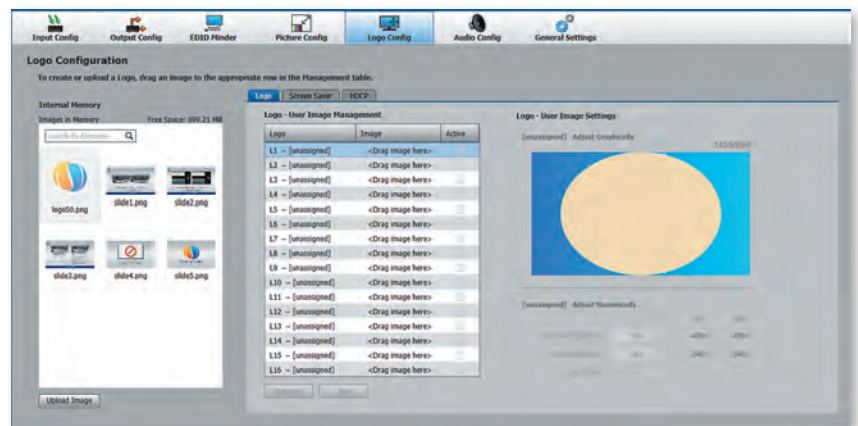 Input Config Output Config EDID Minder Picture Config Logo Config Audio Config General Settings
Logo Configuration
To create or upload a Logo, drag an image to the appropriate row in the Management table.
Internal Memory
Images in Memory Free Space: 899.21 MB
logo50.png slide1.png slide2.png
slide3.png slide4.png slide5.png
Upload Image
Logo Screen Saver HDCP
Logo - User Image Management
Logo Image Active
L1 - [unassigned] <Drag image here>
L2 - [unassigned] <Drag image here>
L3 - [unassigned] <Drag image here>
L4 - [unassigned] <Drag image here>
L5 - [unassigned] <Drag image here>
L6 - [unassigned] <Drag image here>
L7 - [unassigned] <Drag image here>
L8 - [unassigned] <Drag image here>
L9 - [unassigned] <Drag image here>
L10 - [unassigned] <Drag image here>
L11 - [unassigned] <Drag image here>
L12 - [unassigned] <Drag image here>
L13 - [unassigned] <Drag image here>
L14 - [unassigned] <Drag image here>
L15 - [unassigned] <Drag image here>
L16 - [unassigned] <Drag image here>
Logo - User Image Settings
[unassigned] Adjust Graphically
[unassigned] Adjust Numerically